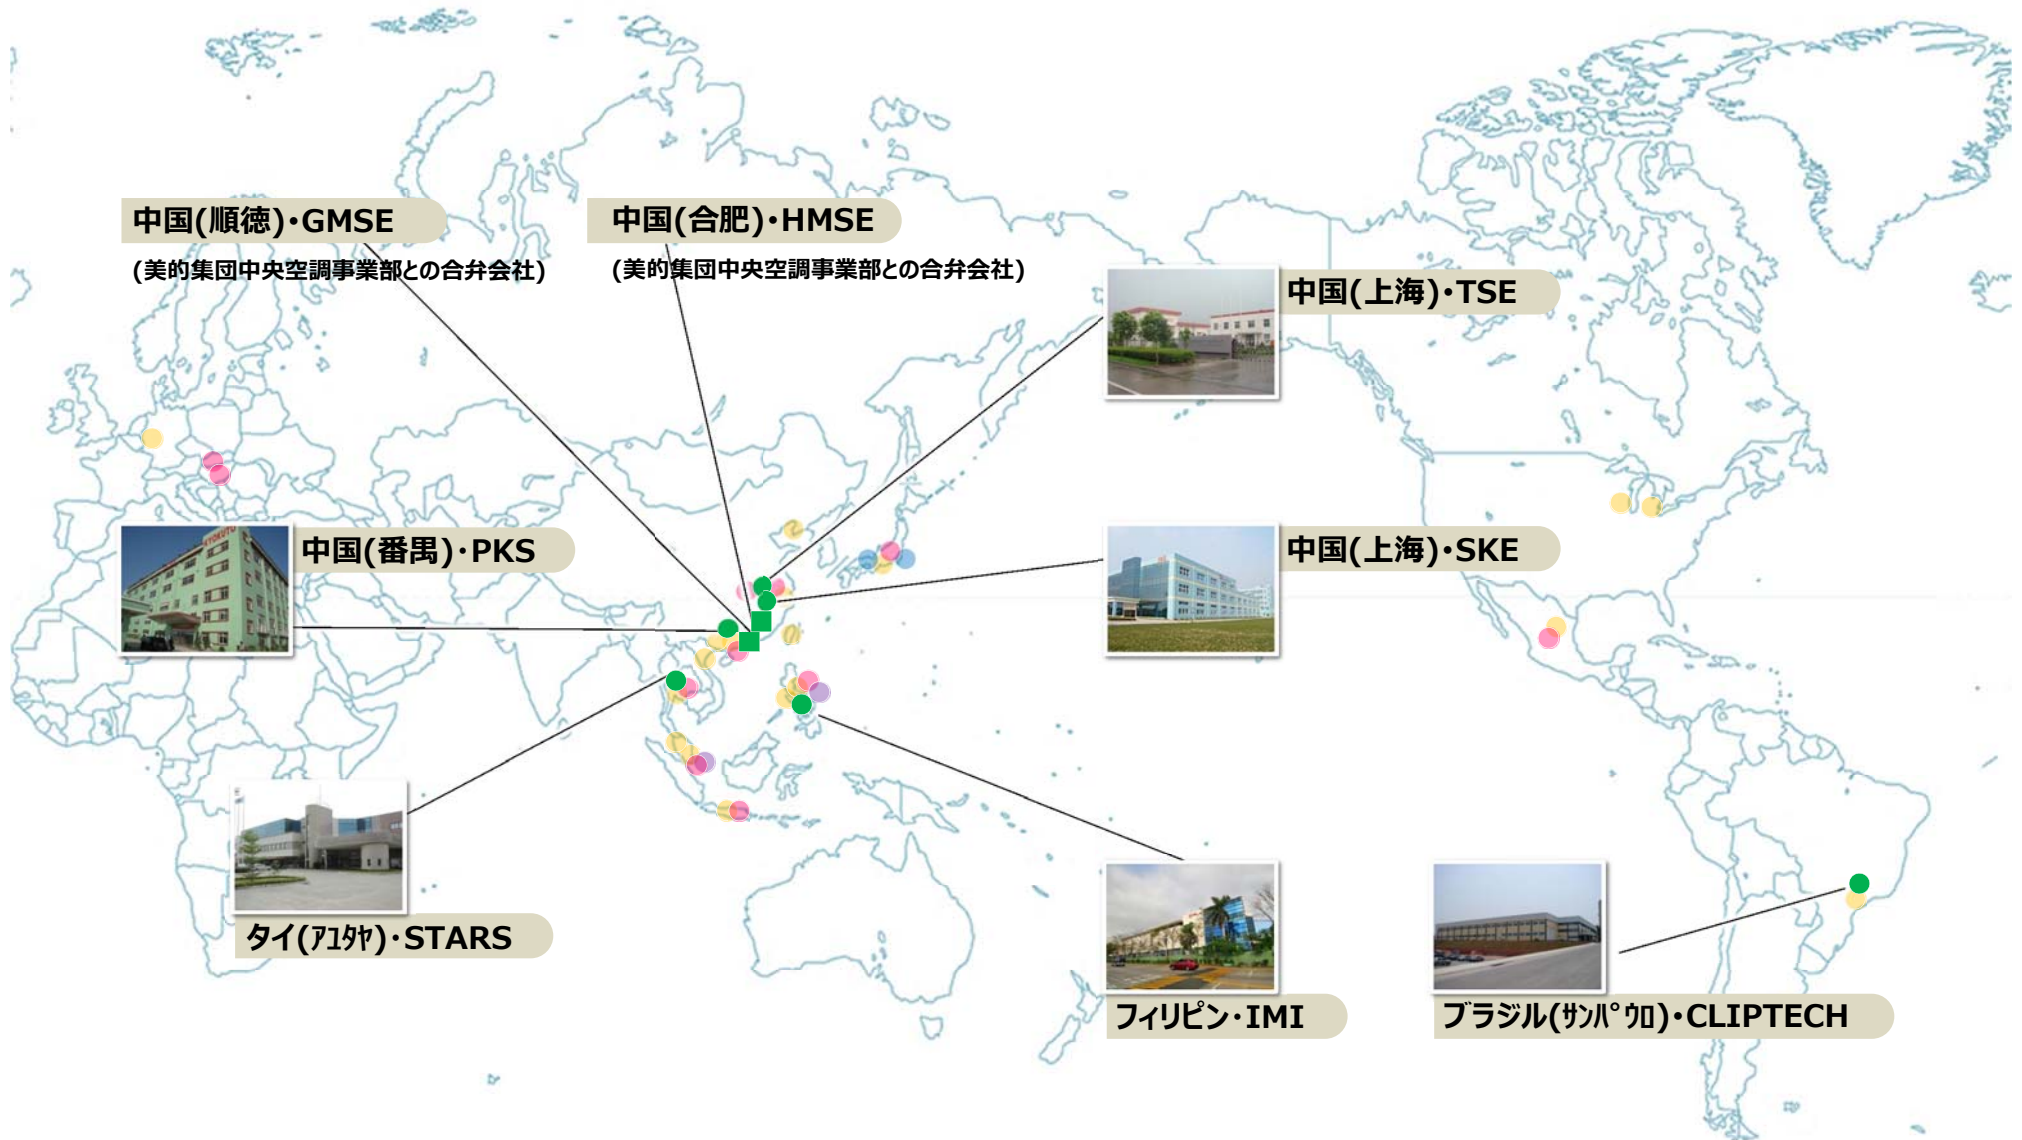 中国(順徳)・GMSE
(美的集団中央空調事業部との合弁会社)
中国(合肥)・HMSE
(美的集団中央空調事業部との合弁会社)
中国(上海)・TSE
KYOKUTO
中国(番禺)・PKS
中国(上海)・SKE
タイ(ｱﾕﾀﾔ)・STARS
フィリピン・IMI
ブラジル(ｻﾝﾊﾟｳﾛ)・CLIPTECH